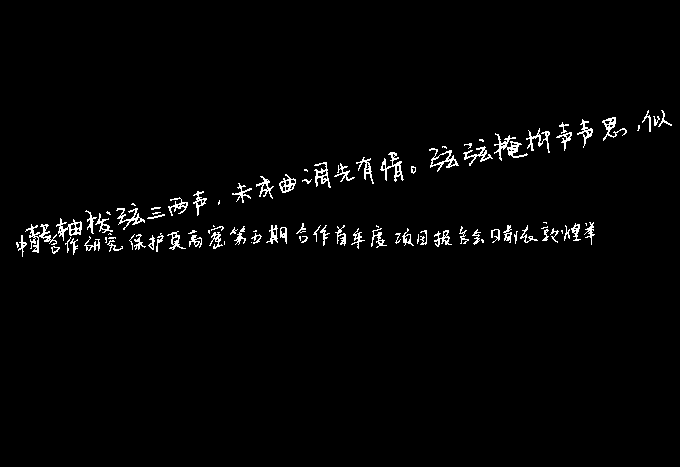 轴拨弦三两声,未成曲调先有情。弦弦掩抑声声思,似
中合作研究保护莫高窟第五期合作首年度项目报告会日前在敦煌举